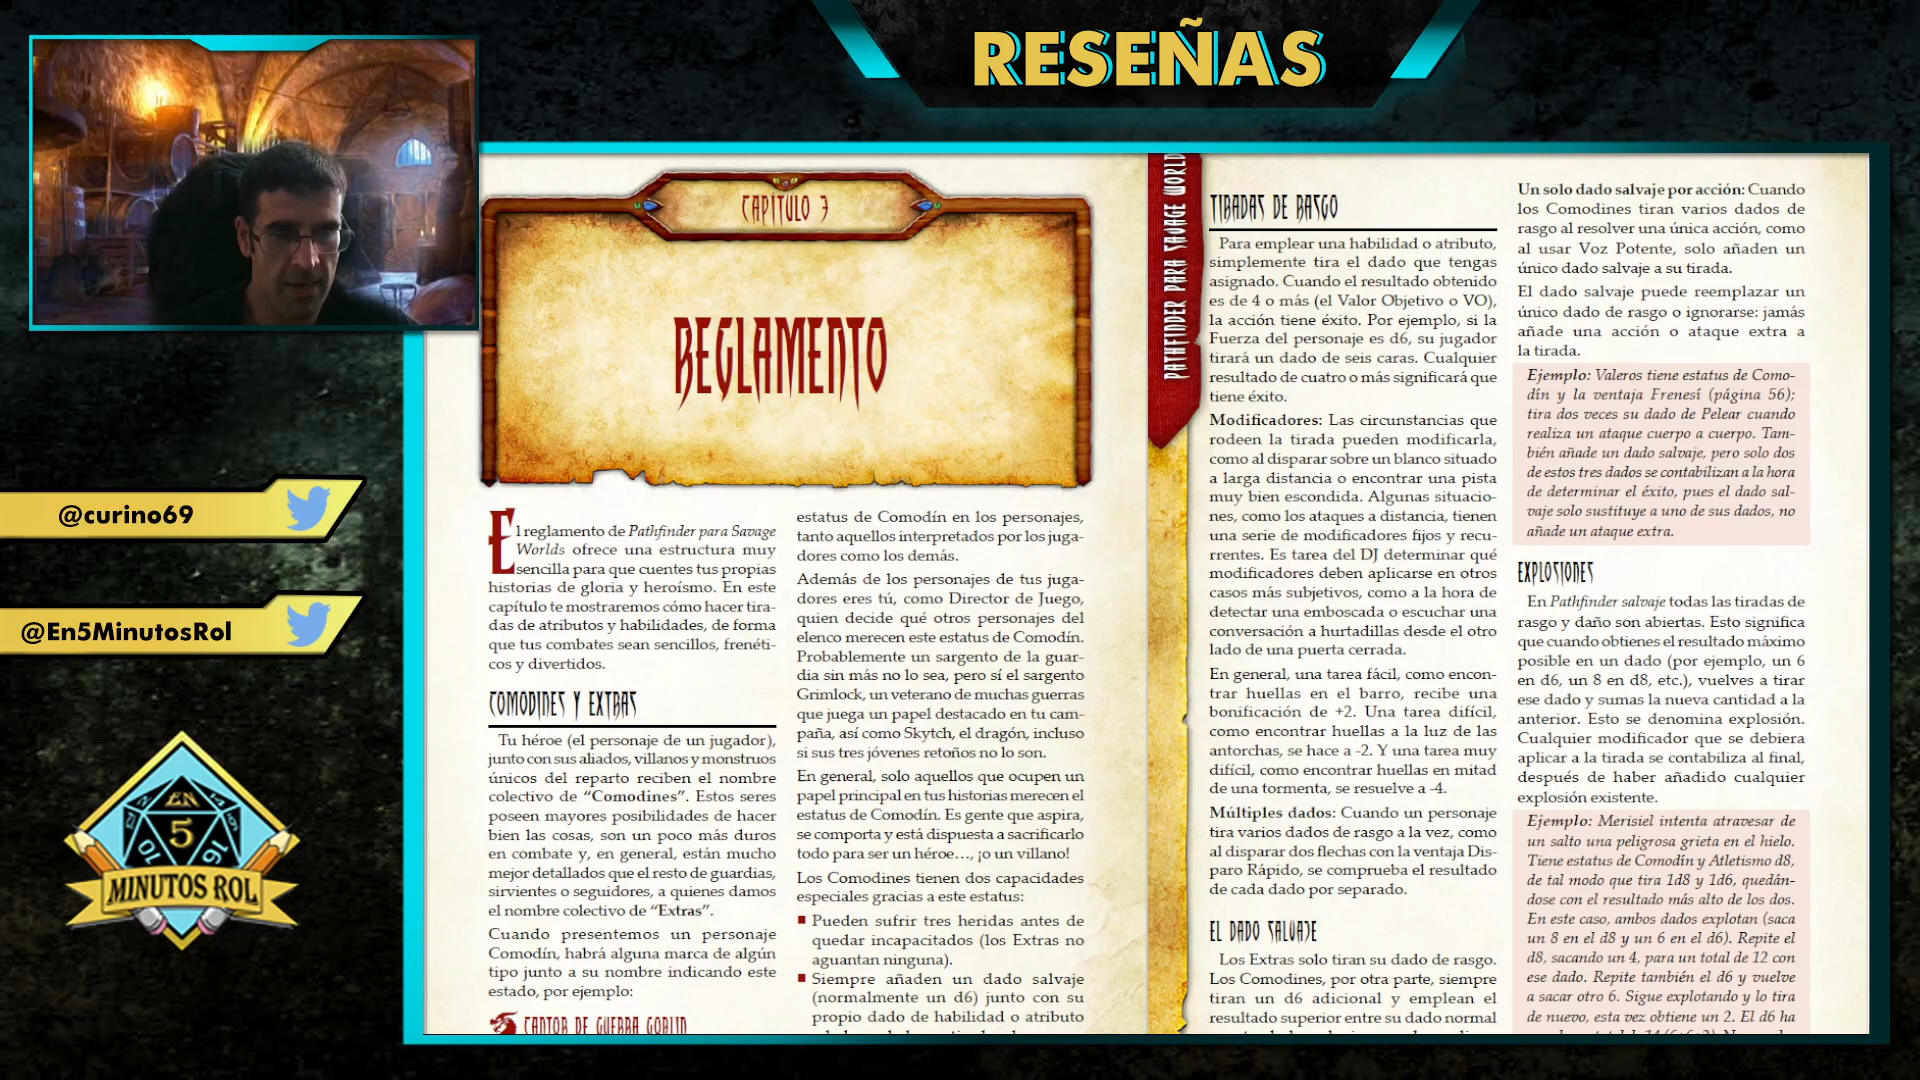 RESEÑAS
@curino69
@En5MinutosRol
EN
5
MINUTOS ROL
CAPÍTULO 3
REGLAMENTO
El reglamento de Pathfinder para Savage
Worlds ofrece una estructura muy
sencilla para que cuentes tus propias
historias de gloria y heroísmo. En este
capítulo te mostraremos cómo hacer tira-
das de atributos y habilidades, de forma
que tus combates sean sencillos, frenéti-
cos y divertidos.
COMODINES Y EXTRAS
Tu héroe (el personaje de un jugador),
junto con sus aliados, villanos y monstruos
únicos del reparto reciben el nombre
colectivo de “Comodines”. Estos seres
poseen mayores posibilidades de hacer
bien las cosas, son un poco más duros
en combate y, en general, están mucho
mejor detallados que el resto de guardias,
sirvientes o seguidores, a quienes damos
el nombre colectivo de “Extras”.
Cuando presentemos un personaje
Comodín, habrá alguna marca de algún
tipo junto a su nombre indicando este
estado, por ejemplo:
CANTOR DE GUERRA GOBLIN
estatus de Comodín en los personajes,
tanto aquellos interpretados por los juga-
dores como los demás.
Además de los personajes de tus juga-
dores eres tú, como Director de Juego,
quien decide qué otros personajes del
elenco merecen este estatus de Comodín.
Probablemente un sargento de la guar-
dia sin más no lo sea, pero sí el sargento
Grimlock, un veterano de muchas guerras
que juega un papel destacado en tu cam-
paña, así como Skytch, el dragón, incluso
si sus tres jóvenes retoños no lo son.
En general, solo aquellos que ocupen un
papel principal en tus historias merecen el
estatus de Comodín. Es gente que aspira,
se comporta y está dispuesta a sacrificarlo
todo para ser un héroe…, ¡o un villano!
Los Comodines tienen dos capacidades
especiales gracias a este estatus:
Pueden sufrir tres heridas antes de
quedar incapacitados (los Extras no
aguantan ninguna).
Siempre añaden un dado salvaje
(normalmente un d6) junto con su
propio dado de habilidad o atributo
PATHFINDER PARA SAVAGE WORLD
TIRADAS DE RASGO
Para emplear una habilidad o atributo,
simplemente tira el dado que tengas
asignado. Cuando el resultado obtenido
es de 4 o más (el Valor Objetivo o VO),
la acción tiene éxito. Por ejemplo, si la
Fuerza del personaje es d6, su jugador
tirará un dado de seis caras. Cualquier
resultado de cuatro o más significará que
tiene éxito.
Modificadores: Las circunstancias que
rodeen la tirada pueden modificarla,
como al disparar sobre un blanco situado
a larga distancia o encontrar una pista
muy bien escondida. Algunas situacio-
nes, como los ataques a distancia, tienen
una serie de modificadores fijos y recu-
rrentes. Es tarea del DJ determinar qué
modificadores deben aplicarse en otros
casos más subjetivos, como a la hora de
detectar una emboscada o escuchar una
conversación a hurtadillas desde el otro
lado de una puerta cerrada.
En general, una tarea fácil, como encon-
trar huellas en el barro, recibe una
bonificación de +2. Una tarea difícil,
como encontrar huellas a la luz de las
antorchas, se hace a -2. Y una tarea muy
difícil, como encontrar huellas en mitad
de una tormenta, se resuelve a -4.
Múltiples dados: Cuando un personaje
tira varios dados de rasgo a la vez, como
al disparar dos flechas con la ventaja Dis-
paro Rápido, se comprueba el resultado
de cada dado por separado.
EL DADO SALVAJE
Los Extras solo tiran su dado de rasgo.
Los Comodines, por otra parte, siempre
tiran un d6 adicional y emplean el
resultado superior entre su dado normal
Un solo dado salvaje por acción: Cuando
los Comodines tiran varios dados de
rasgo al resolver una única acción, como
al usar Voz Potente, solo añaden un
único dado salvaje a su tirada.
El dado salvaje puede reemplazar un
único dado de rasgo o ignorarse: jamás
añade una acción o ataque extra a
la tirada.
Ejemplo: Valeros tiene estatus de Como-
dín y la ventaja Frenesí (página 56);
tira dos veces su dado de Pelear cuando
realiza un ataque cuerpo a cuerpo. Tam-
bién añade un dado salvaje, pero solo dos
de estos tres dados se contabilizan a la hora
de determinar el éxito, pues el dado sal-
vaje solo sustituye a uno de sus dados, no
añade un ataque extra.
EXPLOSIONES
En Pathfinder salvaje todas las tiradas de
rasgo y daño son abiertas. Esto significa
que cuando obtienes el resultado máximo
posible en un dado (por ejemplo, un 6
en d6, un 8 en d8, etc.), vuelves a tirar
ese dado y sumas la nueva cantidad a la
anterior. Esto se denomina explosión.
Cualquier modificador que se debiera
aplicar a la tirada se contabiliza al final,
después de haber añadido cualquier
explosión existente.
Ejemplo: Merisiel intenta atravesar de
un salto una peligrosa grieta en el hielo.
Tiene estatus de Comodín y Atletismo d8,
de tal modo que tira 1d8 y 1d6, quedán-
dose con el resultado más alto de los dos.
En este caso, ambos dados explotan (saca
un 8 en el d8 y un 6 en el d6). Repite el
d8, sacando un 4, para un total de 12 con
ese dado. Repite también el d6 y vuelve
a sacar otro 6. Sigue explotando y lo tira
de nuevo, esta vez obtiene un 2. El d6 ha